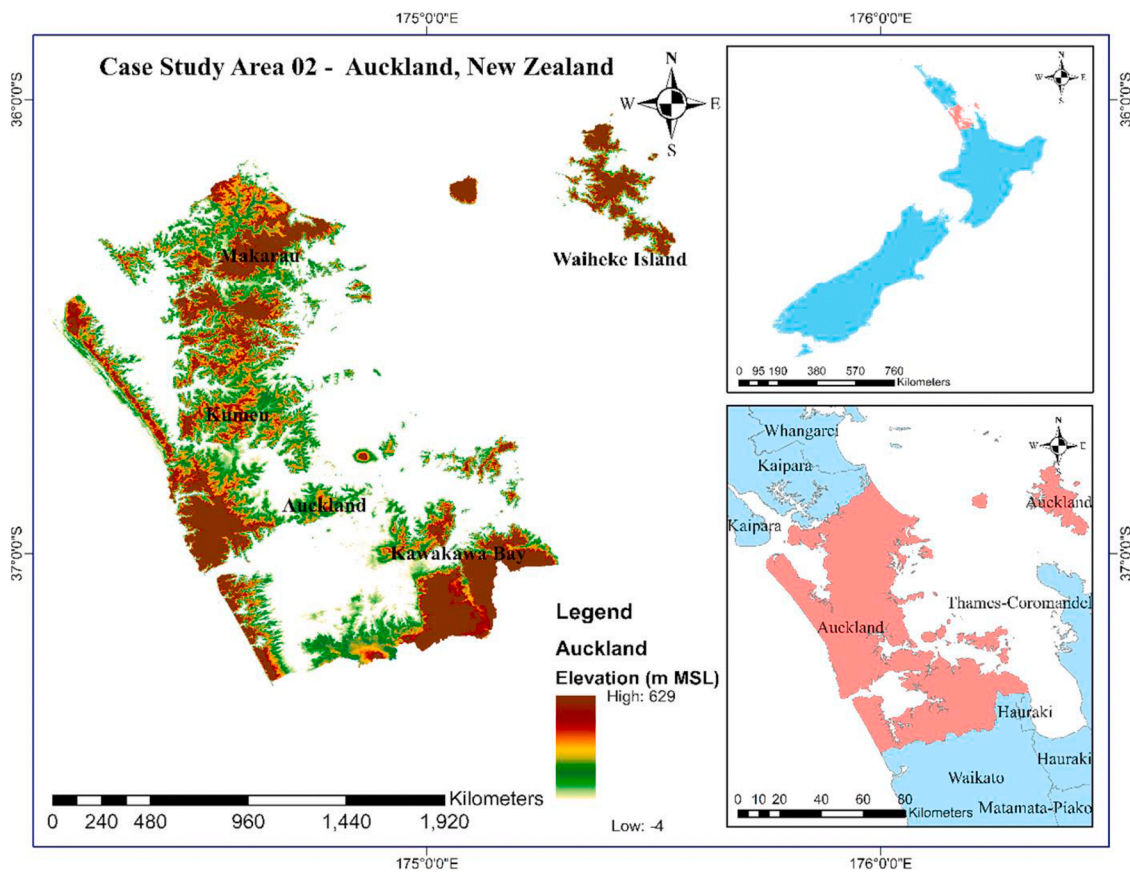 175°0'0"E
176°0'0"E
Case Study Area 02 - Auckland, New Zealand
N
W
E
S
36°0'0"S
37°0'0"S
Makarau
Waiheke Island
Kumeu
Auckland
Kawakawa Bay
Legend
Auckland
Elevation (m MSL)
High: 629
Low: -4
Kilometers
0 240 480 960 1,440 1,920
N
W
E
S
0 95 190 380 570 760
Kilometers
36°0'0"S
Whangarei
Kaipara
Kaipara
N
W
E
S
Auckland
Thames-Coromandel
Auckland
Hauraki
Hauraki
Waikato
Matamata-Piako
0 10 20 40 60 80
Kilometers
37°0'0"S
175°0'0"E
176°0'0"E